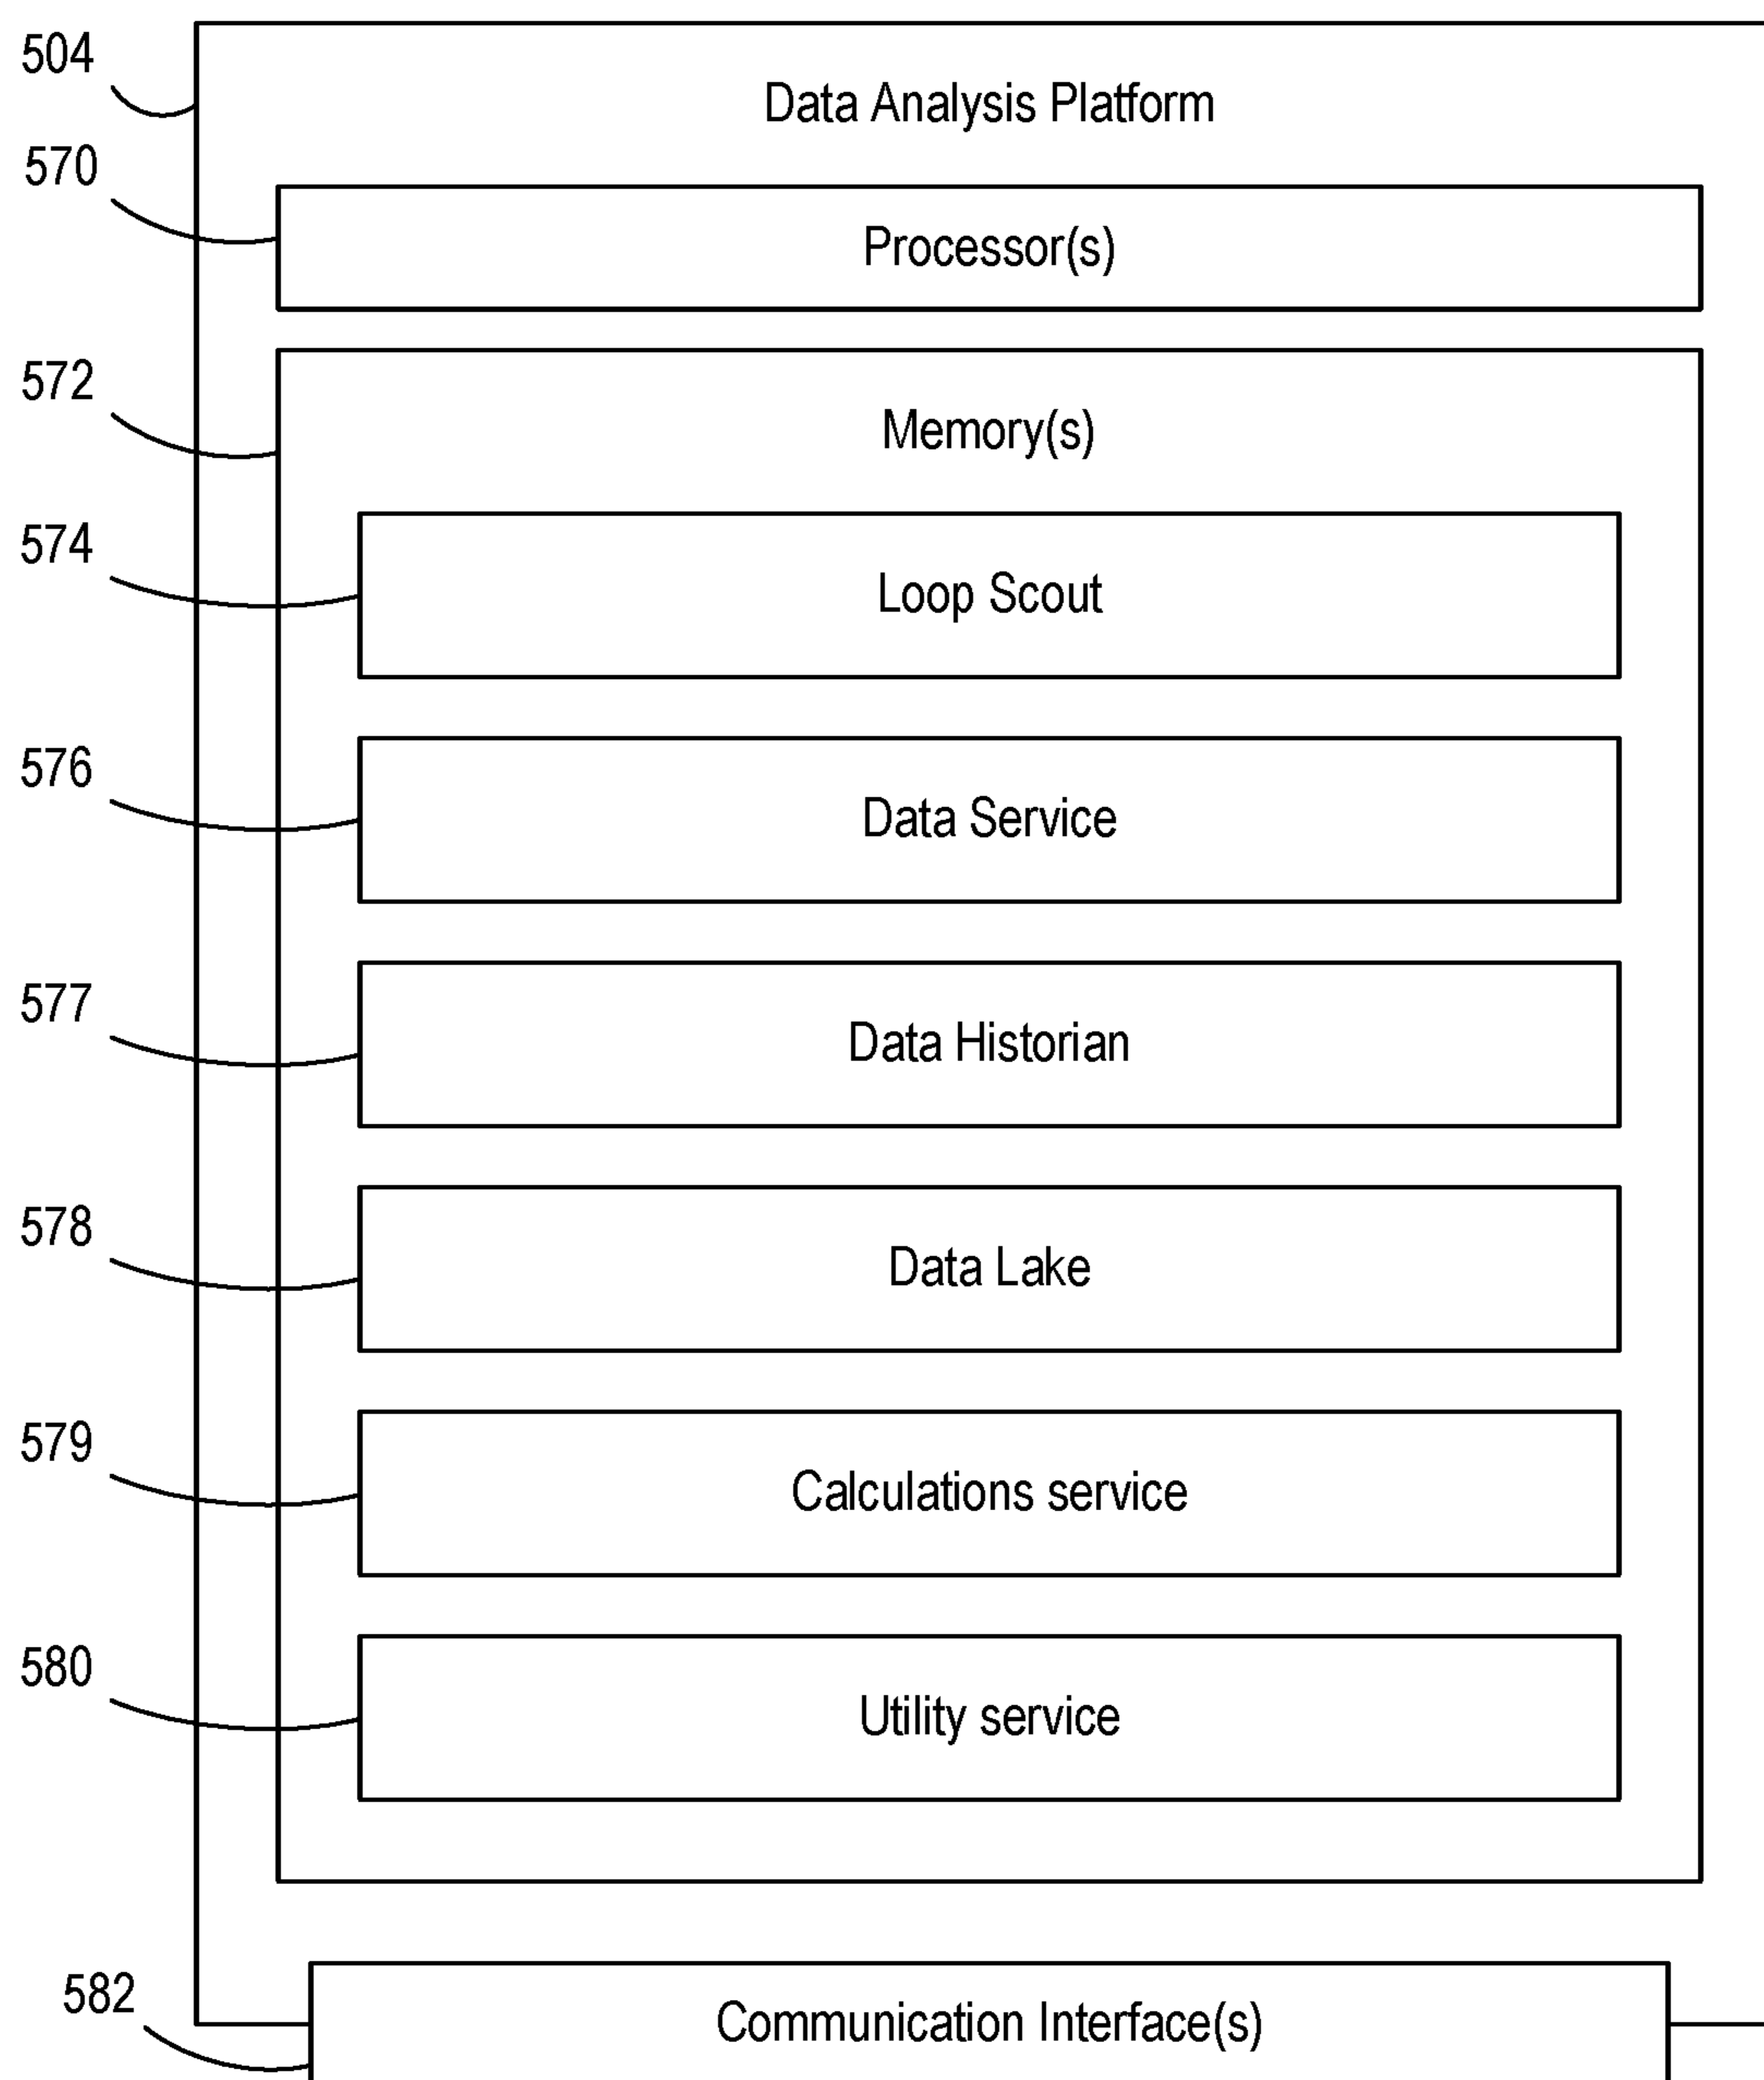 504
Data Analysis Platform
570
Processor(s)
572
Memory(s)
574
Loop Scout
576
Data Service
577
Data Historian
578
Data Lake
579
Calculations service
580
Utility service
582
Communication Interface(s)